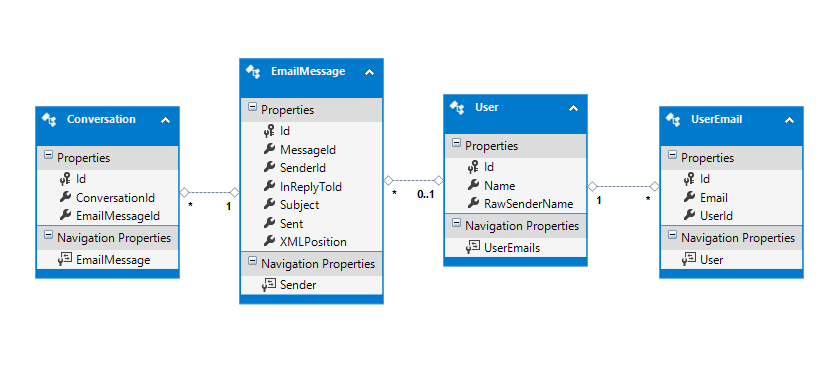 Conversation
Properties
Id
ConversationId
EmailMessageId
Navigation Properties
EmailMessage
*
1
EmailMessage
Properties
Id
MessageId
SenderId
InReplyToId
Subject
Sent
XMLPosition
Navigation Properties
Sender
*
0..1
User
Properties
Id
Name
RawSenderName
Navigation Properties
UserEmails
1
*
UserEmail
Properties
Id
Email
UserId
Navigation Properties
User